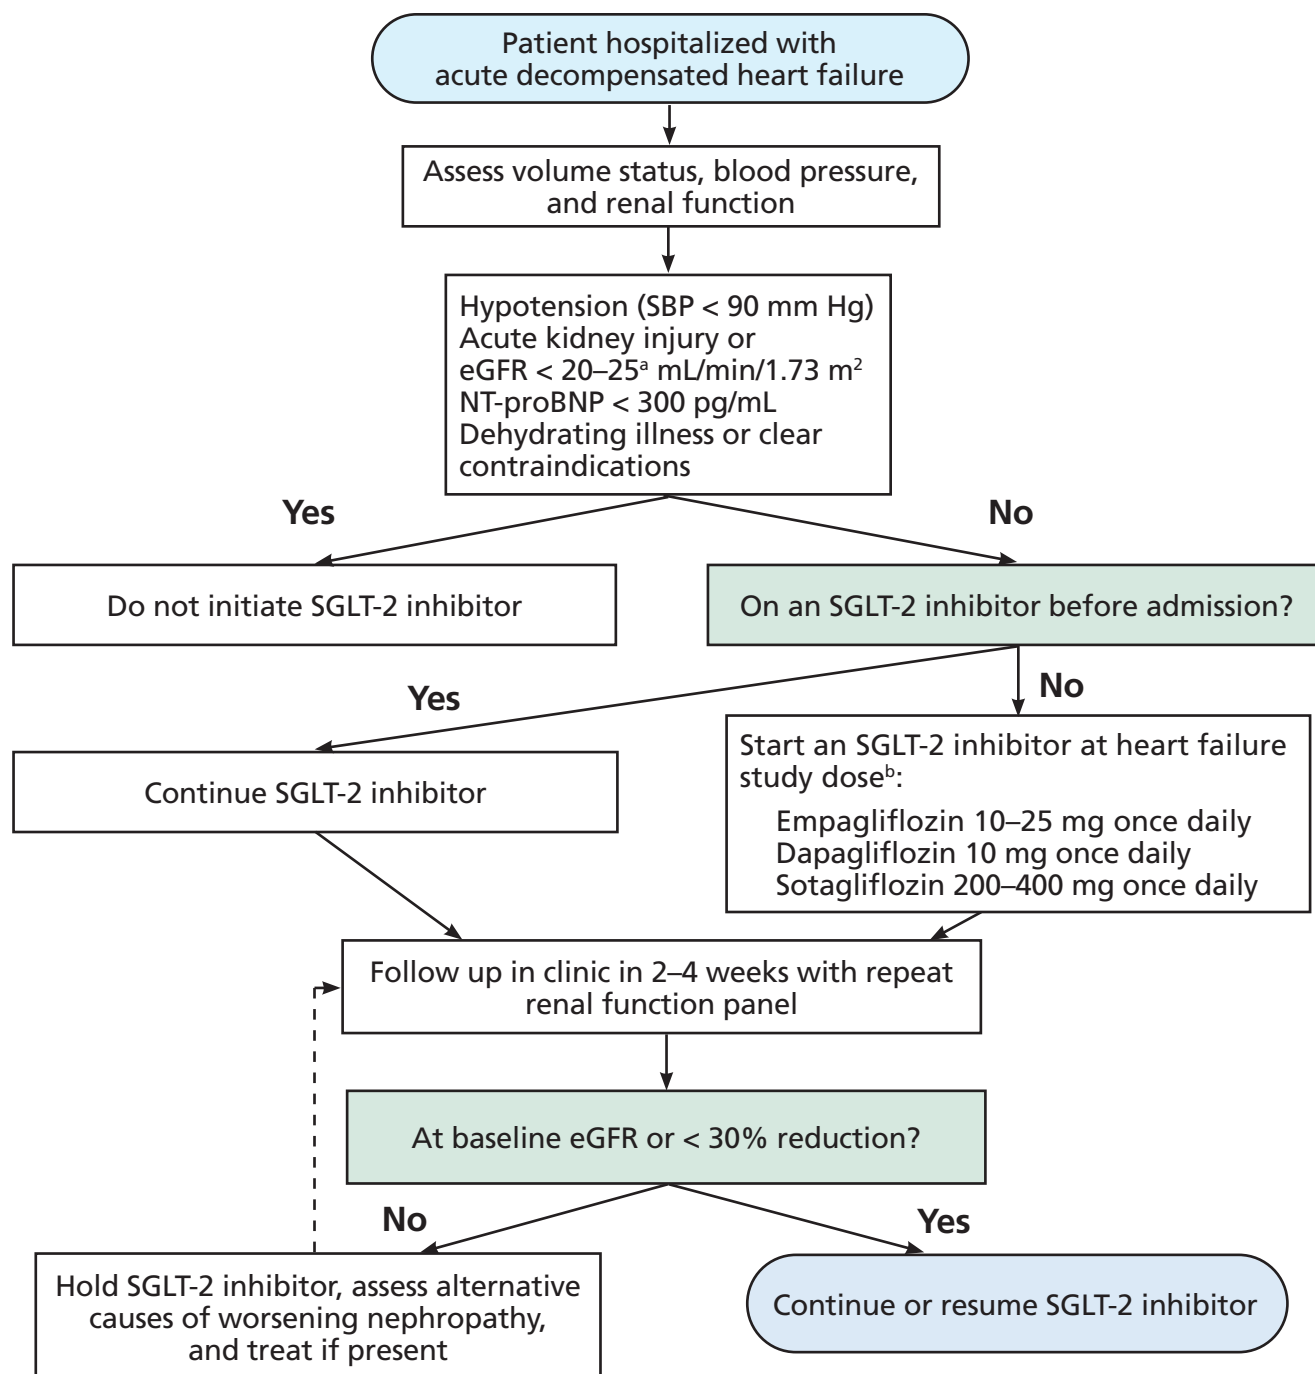 Patient hospitalized with
acute decompensated heart failure
Assess volume status, blood pressure,
and renal function
Hypotension (SBP < 90 mm Hg)
Acute kidney injury or
eGFR < 20–25ᵃ mL/min/1.73 m²
NT-proBNP < 300 pg/mL
Dehydrating illness or clear
contraindications
Yes
No
Do not initiate SGLT-2 inhibitor
On an SGLT-2 inhibitor before admission?
Yes
No
Continue SGLT-2 inhibitor
Start an SGLT-2 inhibitor at heart failure
study doseᵇ:
Empagliflozin 10–25 mg once daily
Dapagliflozin 10 mg once daily
Sotagliflozin 200–400 mg once daily
Follow up in clinic in 2–4 weeks with repeat
renal function panel
At baseline eGFR or < 30% reduction?
No
Yes
Hold SGLT-2 inhibitor, assess alternative
causes of worsening nephropathy,
and treat if present
Continue or resume SGLT-2 inhibitor